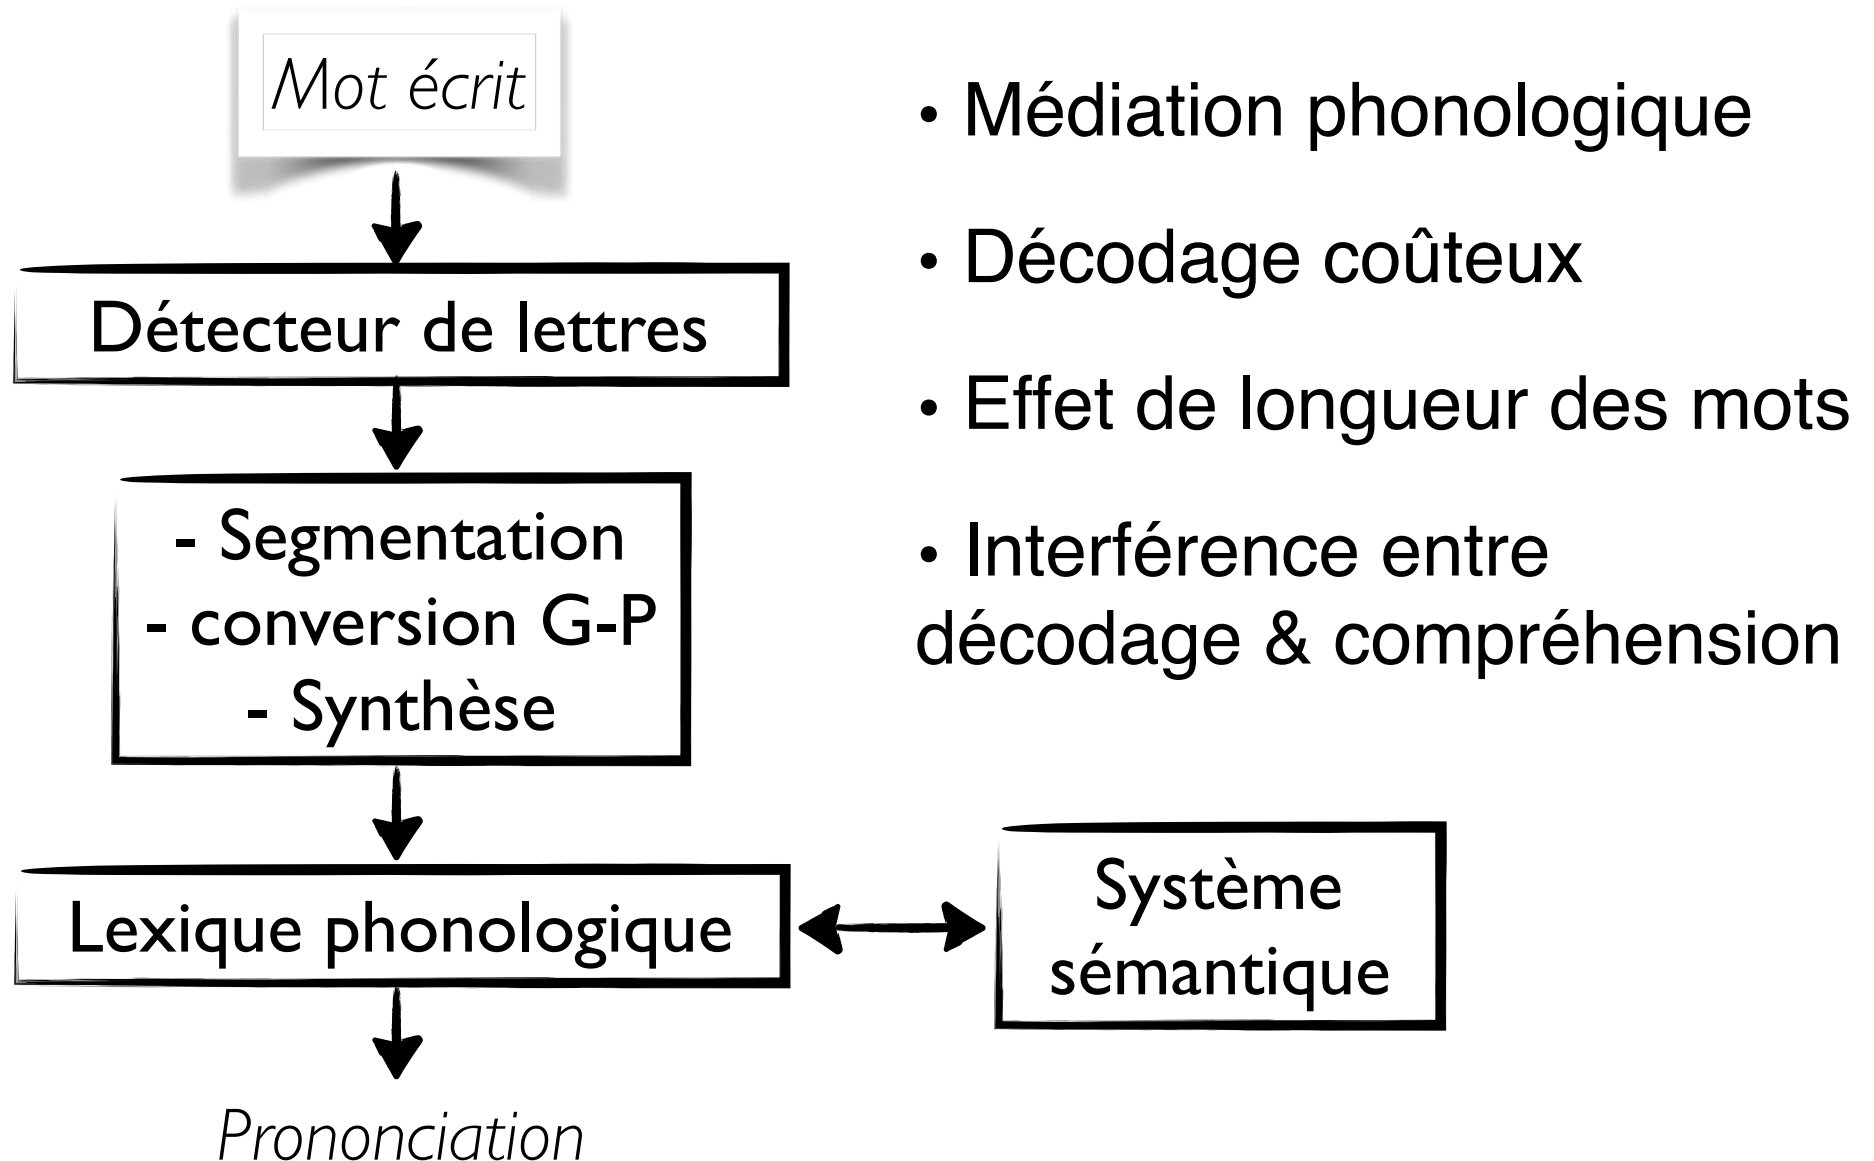 Mot écrit
Détecteur de lettres
- Segmentation
- conversion G-P
- Synthèse
Lexique phonologique
Système
sémantique
Prononciation
• Médiation phonologique
• Décodage coûteux
• Effet de longueur des mots
• Interférence entre
décodage & compréhension